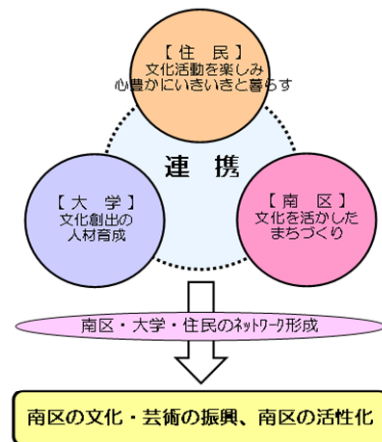 【 住　民 】
文化活動を楽しみ
心豊かにいきいきと暮らす
連　携
【 大　学 】
文化創出の
人材育成
【 南　区 】
文化を活かした
まちづくり
南区・大学・住民のﾈｯﾄﾜｰｸ形成
南区の文化・芸術の振興、南区の活性化